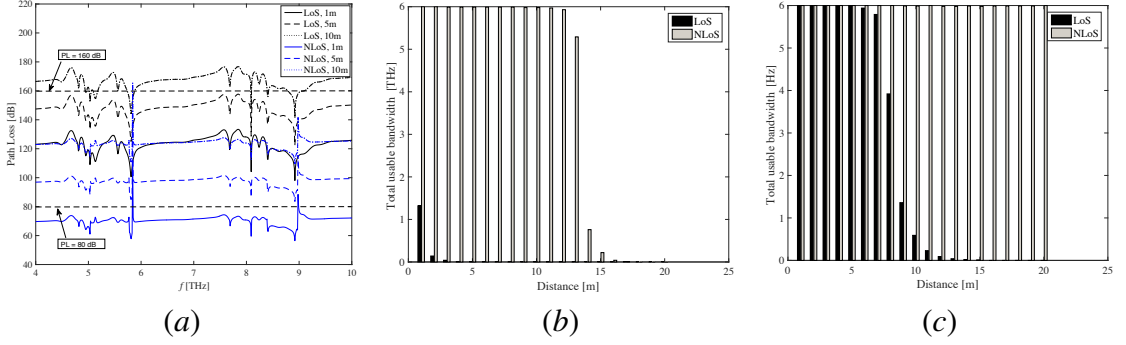 220
200
180
160
140
120
100
80
60
40
Path Loss [dB]
PL = 160 dB
PL = 80 dB
LoS, 1m
LoS, 5m
LoS, 10m
NLoS, 1m
NLoS, 5m
NLoS, 10m
4 5 6 7 8 9 10
f [THz]
(a)
6
5
4
3
2
1
0
Total usable bandwidth [THz]
LoS
NLoS
0 5 10 15 20 25
Distance [m]
(b)
6
5
4
3
2
1
0
Total usable bandwidth [Hz]
LoS
NLoS
0 5 10 15 20 25
Distance [m]
(c)